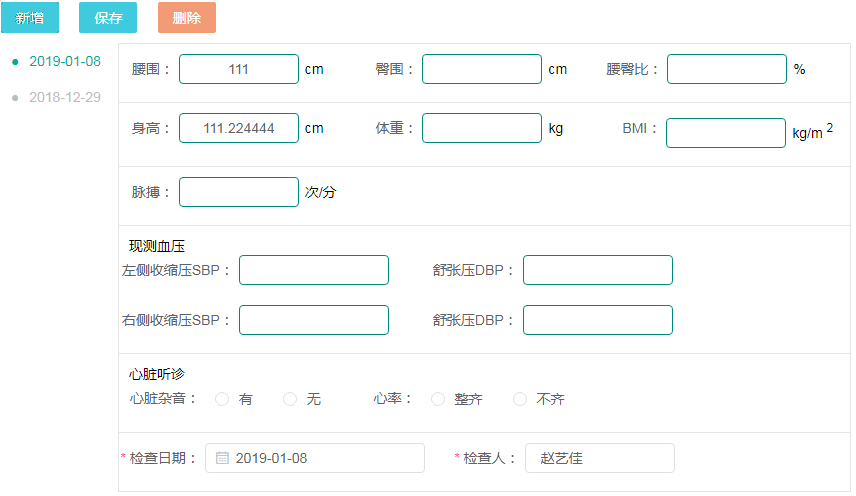 新增 保存 删除
2019-01-08
2018-12-29
腰围： 111 cm 臀围： cm 腰臀比： %
身高： 111.224444 cm 体重： kg BMI： kg/m 2
脉搏： 次/分
现测血压
左侧收缩压SBP： 舒张压DBP：
右侧收缩压SBP： 舒张压DBP：
心脏听诊
心脏杂音： 有 无 心率： 整齐 不齐
* 检查日期： 2019-01-08 * 检查人： 赵艺佳